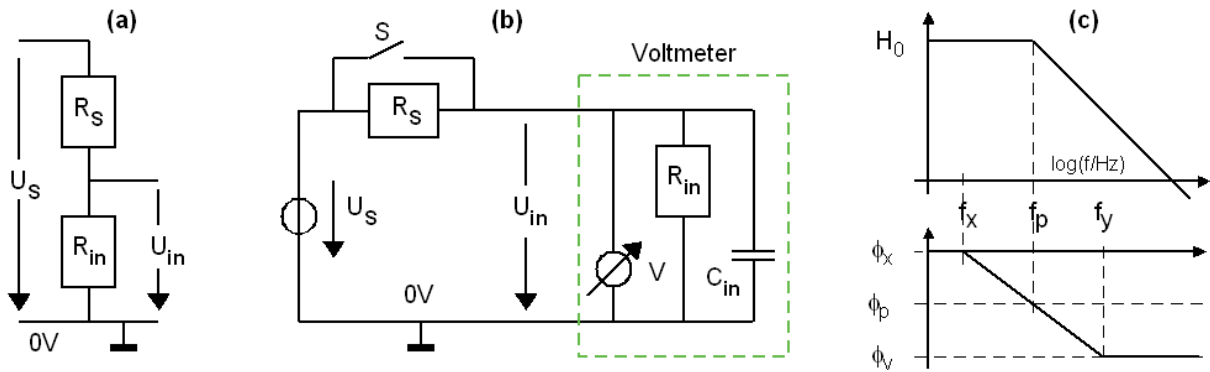 (a)
R_S
U_S
R_in
U_in
0V
(b)
S
R_S
Voltmeter
U_S
U_in
R_in
V
C_in
0V
(c)
H_0
log(f/Hz)
f_x f_p f_y
ϕ_x
ϕ_p
ϕ_y